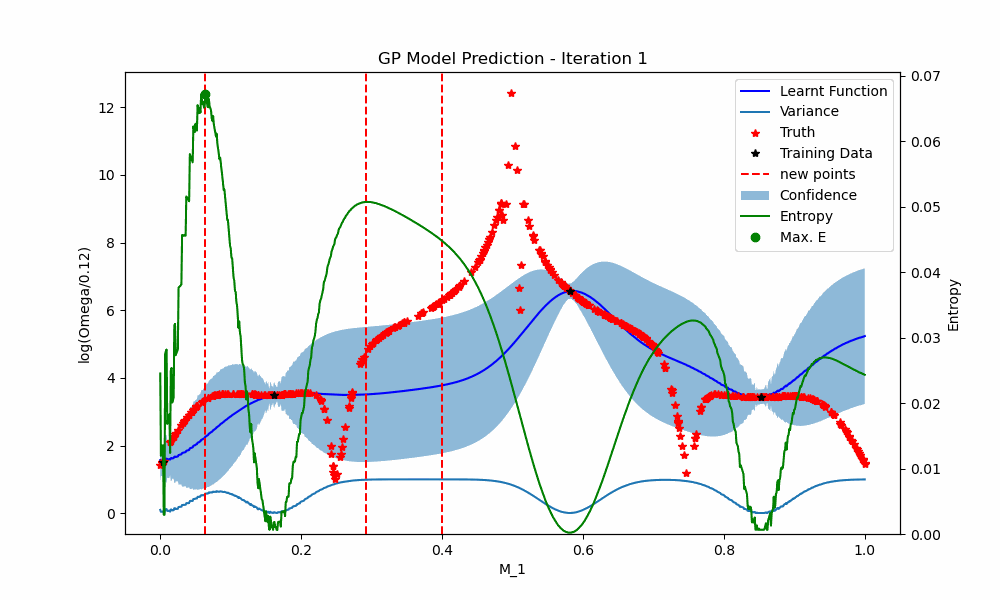 GP Model Prediction - Iteration 1
log(Omega/0.12)
12
10
8
6
4
2
0
0.0
0.2
0.4
0.6
0.8
1.0
M_1
0.07
0.06
0.05
0.04
0.03
0.02
0.01
0.00
Entropy
Learnt Function
Variance
Truth
Training Data
new points
Confidence
Entropy
Max. E